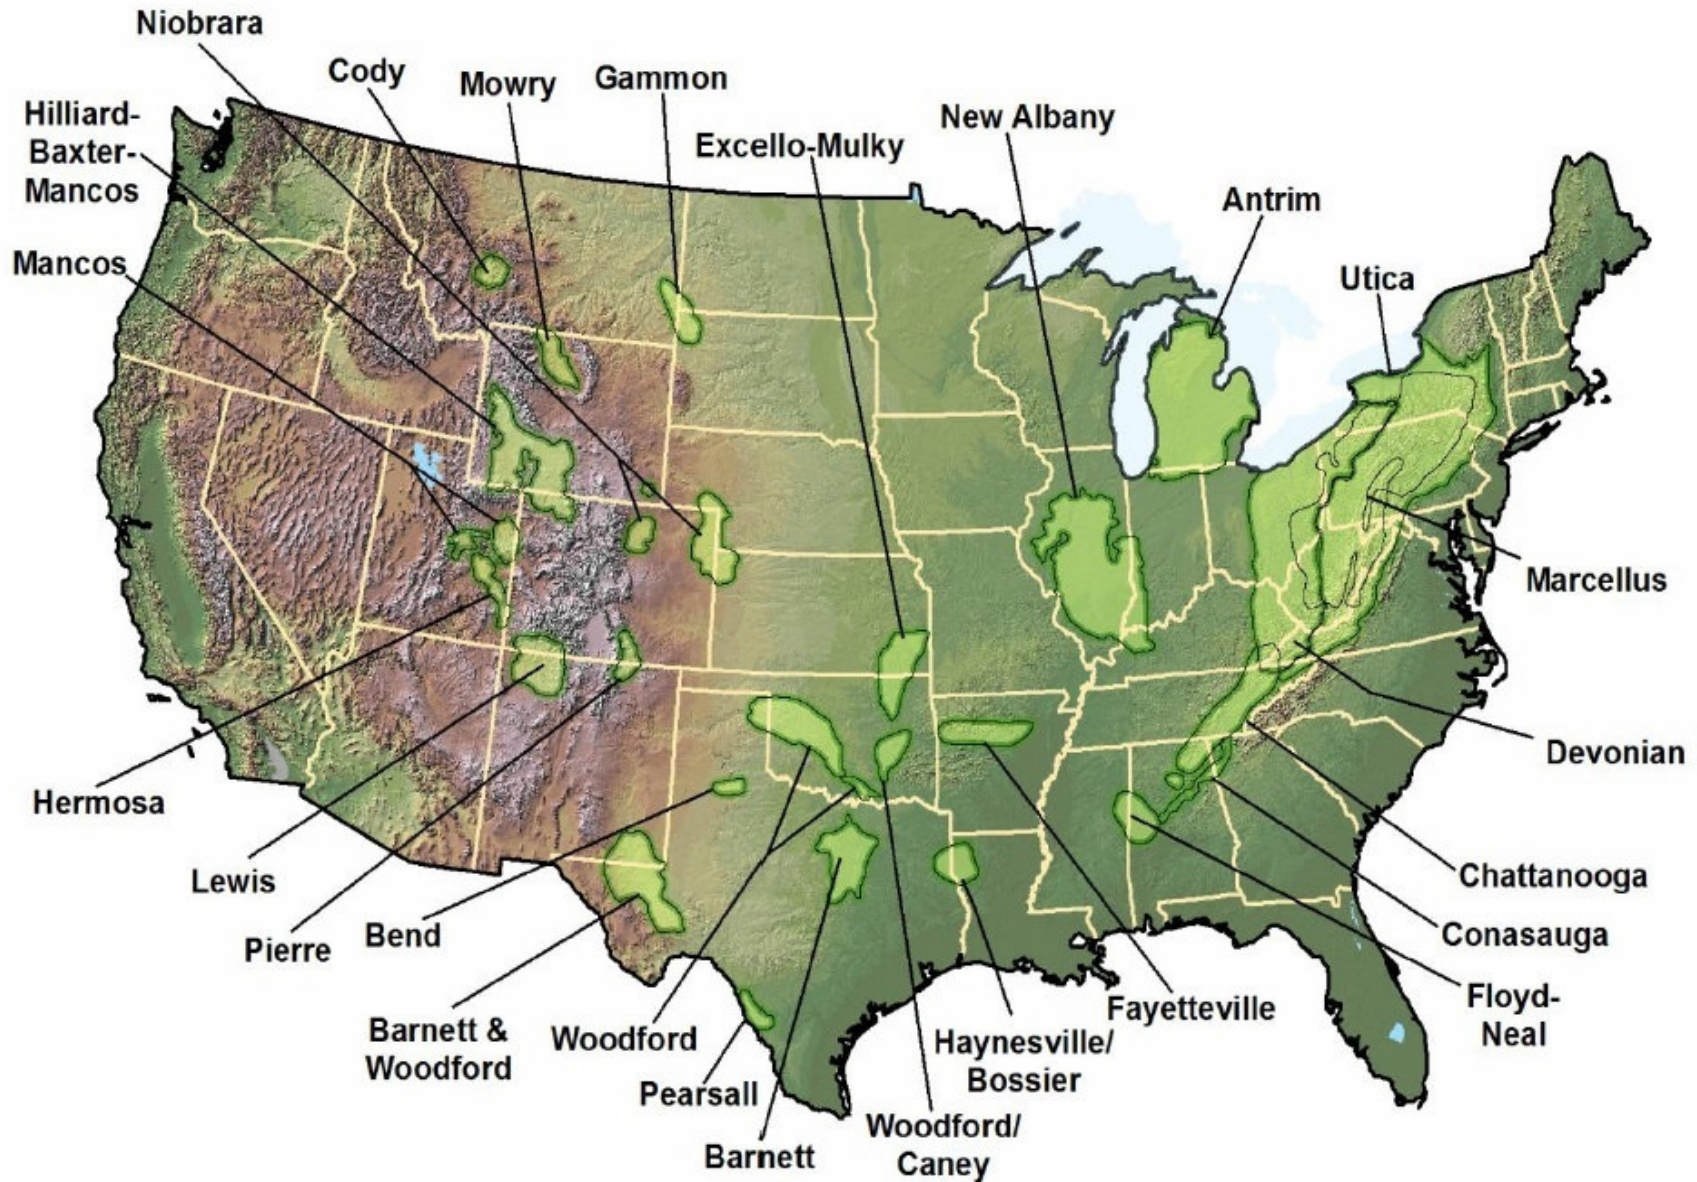 Niobrara
Cody
Mowry
Gammon
Hilliard-
Baxter-
Mancos
Excello-Mulky
New Albany
Antrim
Mancos
Utica
Marcellus
Devonian
Hermosa
Lewis
Pierre
Bend
Chattanooga
Conasauga
Floyd-
Neal
Barnett &
Woodford
Woodford
Pearsall
Barnett
Fayetteville
Haynesville/
Bossier
Woodford/
Caney